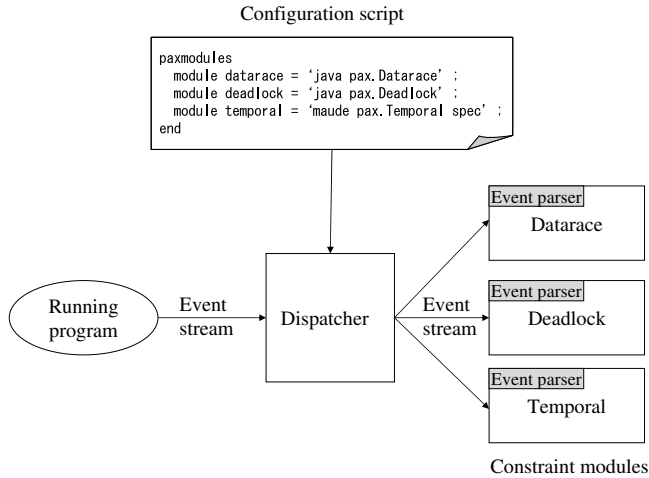 Configuration script
paxmodules
module datarace = ‘java pax.Datarace’ ;
module deadlock = ‘java pax.Deadlock’ ;
module temporal = ‘maude pax.Temporal spec’ ;
end
Running
program
Event
stream
Dispatcher
Event
stream
Event parser
Datarace
Event parser
Deadlock
Event parser
Temporal
Constraint modules